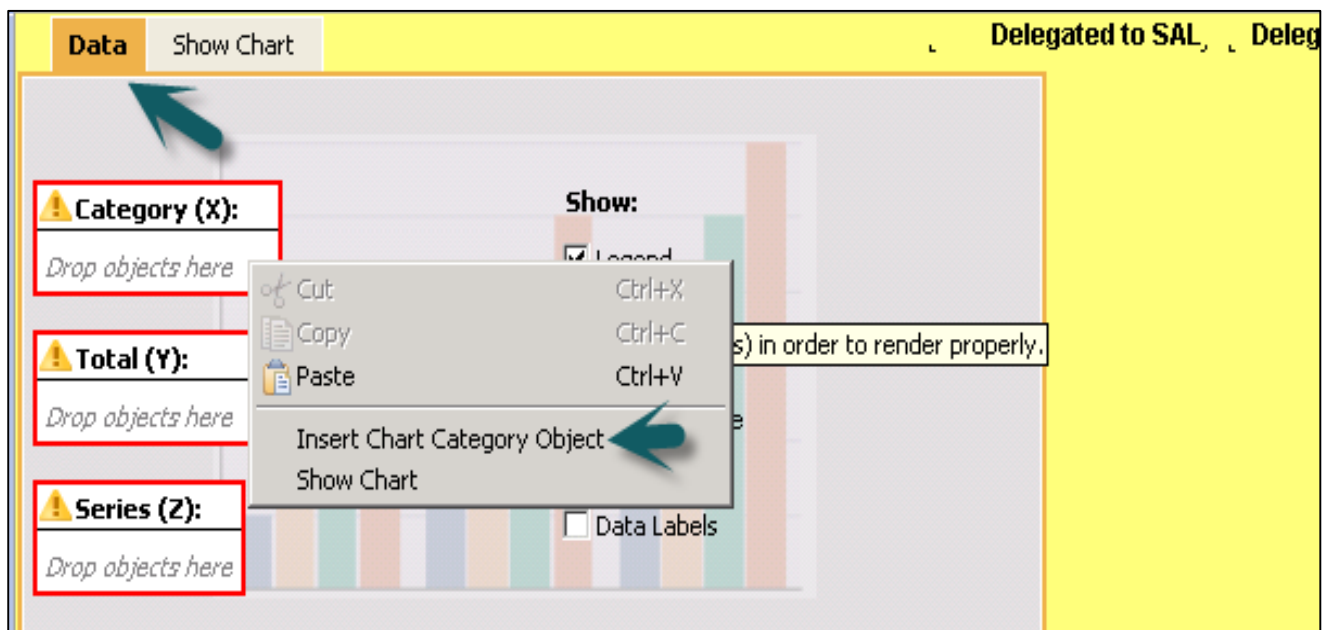 Data
Show Chart
Delegated to SAL,
Deleg
Category (X):
Drop objects here
Show:
Legend
Cut Ctrl+X
Copy Ctrl+C
Paste Ctrl+V
Insert Chart Category Object
Show Chart
s) in order to render properly.
Total (Y):
Drop objects here
e
Series (Z):
Drop objects here
Data Labels